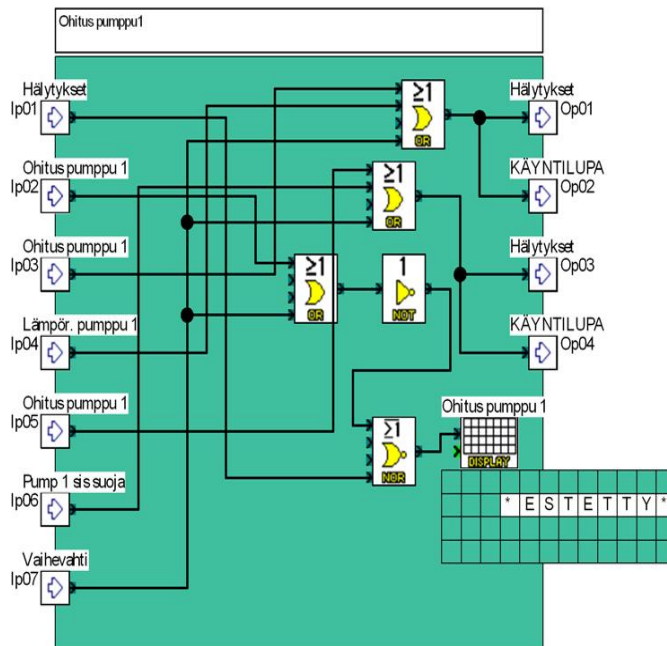 Ohitus pumppu1
Hälytykset
Ip01
Ohitus pumppu 1
Ip02
Ohitus pumppu 1
Ip03
Lämpör. pumppu 1
Ip04
Ohitus pumppu 1
Ip05
Pump 1 sis suoja
Ip06
Vaihevahti
Ip07
≥1
OR
≥1
OR
≥1
OR
1
NOT
≥1
NOR
Ohitus pumppu 1
DISPLAY
* E S T E T T Y *
Hälytykset
Op01
KÄYNTILUPA
Op02
Hälytykset
Op03
KÄYNTILUPA
Op04